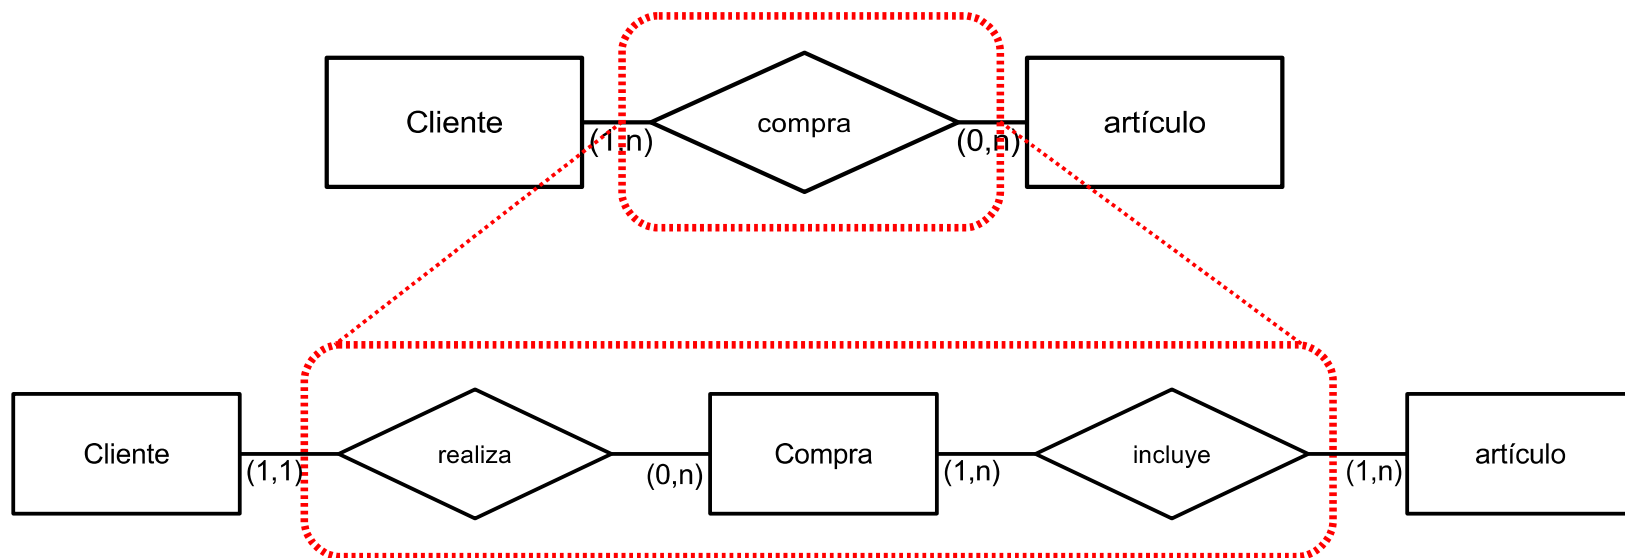 Cliente
(1,n)
compra
(0,n)
artículo
Cliente
(1,1)
realiza
(0,n)
Compra
(1,n)
incluye
(1,n)
artículo